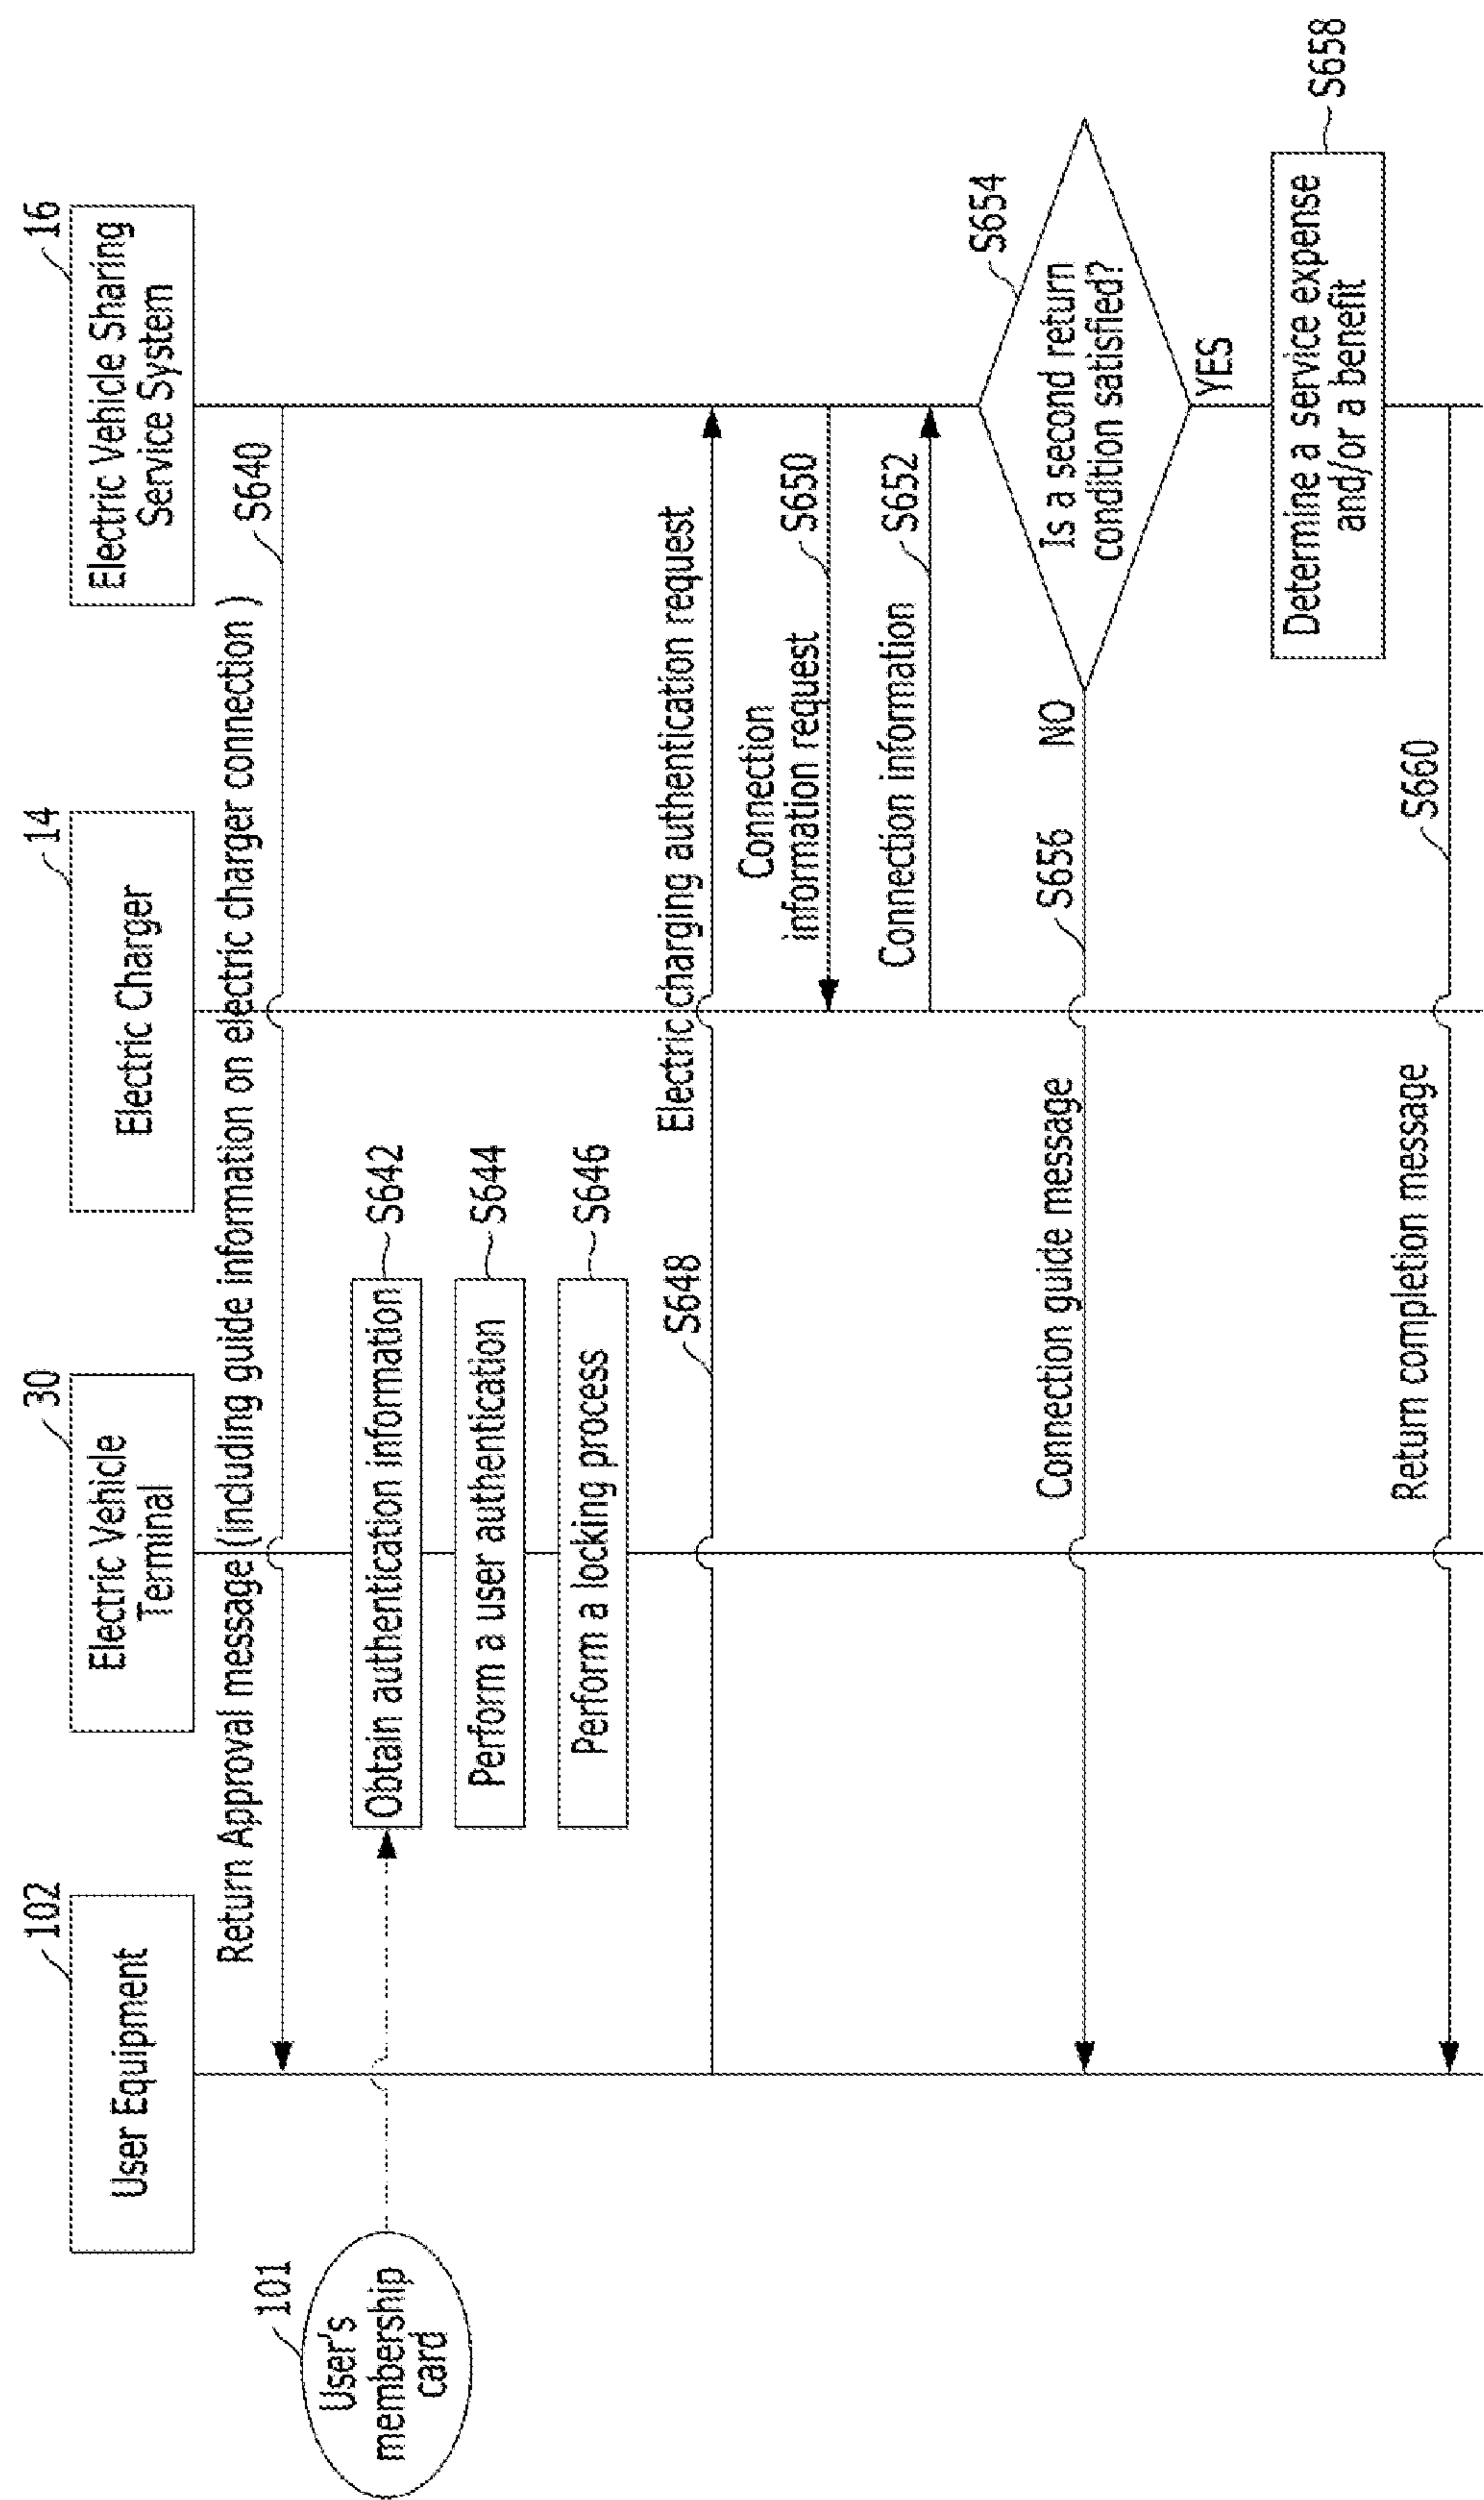 102
User Equipment
30
Electric Vehicle
Terminal
14
Electric Charger
16
Electric Vehicle Sharing
Service System
Return Approval message (including guide information on electric charger connection )
S640
101
User's
membership
card
Obtain authentication information
S642
Perform a user authentication
S644
Perform a locking process
S646
S648
Electric charging authentication request
Connection
information request
S650
Connection information
S652
Is a second return
condition satisfied?
S654
NO
YES
Connection guide message
S656
Determine a service expense
and/or a benefit
S658
Return completion message
S660